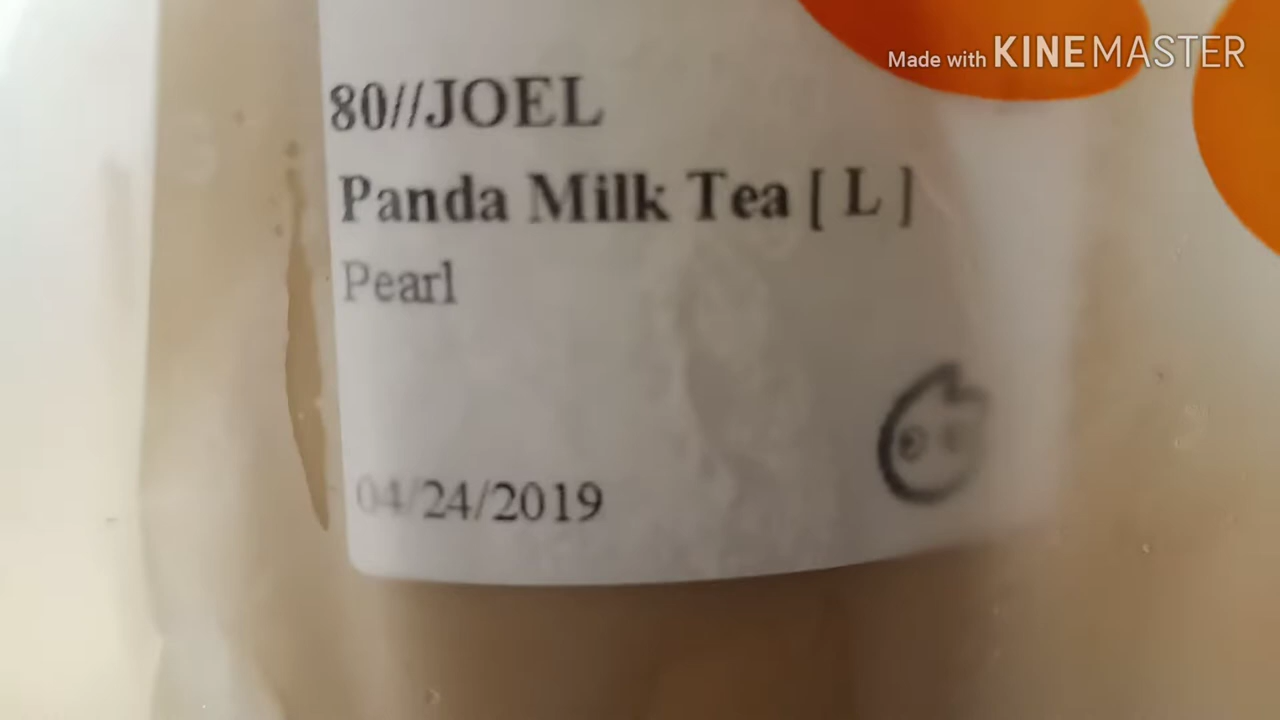 Made with KINEMASTER
80//JOEL
Panda Milk Tea [ L ]
Pearl
04/24/2019